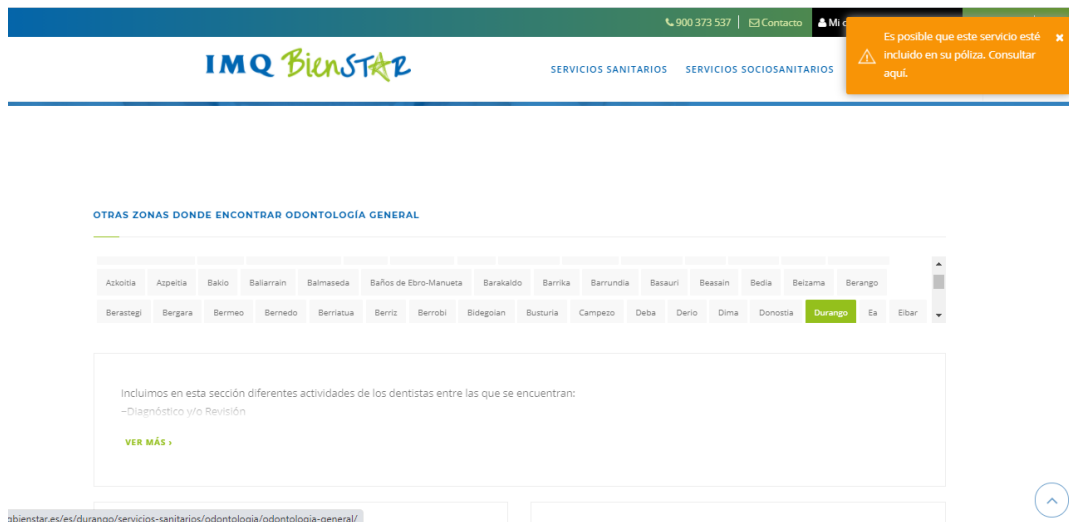 900 373 537 Contacto Mi
IMQ BienSTAR
SERVICIOS SANITARIOS SERVICIOS SOCIOSANITARIOS
Es posible que este servicio esté
incluido en su póliza. Consultar
aquí.
OTRAS ZONAS DONDE ENCONTRAR ODONTOLOGÍA GENERAL
Azkoitia Azpeitia Bakio Baliarrain Balmaseda Baños de Ebro-Manueta Barakaldo Barrika Barrundia Basauri Beasain Bedia Beizama Berango
Berastegi Bergara Bermeo Bernedo Berriatua Berriz Berrobi Bidegoian Busturia Campezo Deba Derio Dima Donostia Durango Ea Eibar
Incluimos en esta sección diferentes actividades de los dentistas entre las que se encuentran:
–Diagnóstico y/o Revisión
VER MÁS ›
qbienstar.es/es/durango/servicios-sanitarios/odontologia/odontologia-general/